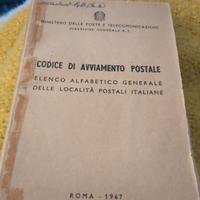 MINISTERO DELLE POSTE E TELECOMUNICAZIONI
DIREZIONE GENERALE P.T.
CODICE DI AVVIAMENTO POSTALE
ELENCO ALFABETICO GENERALE
DELLE LOCALITÀ POSTALI ITALIANE
ROMA - 1967